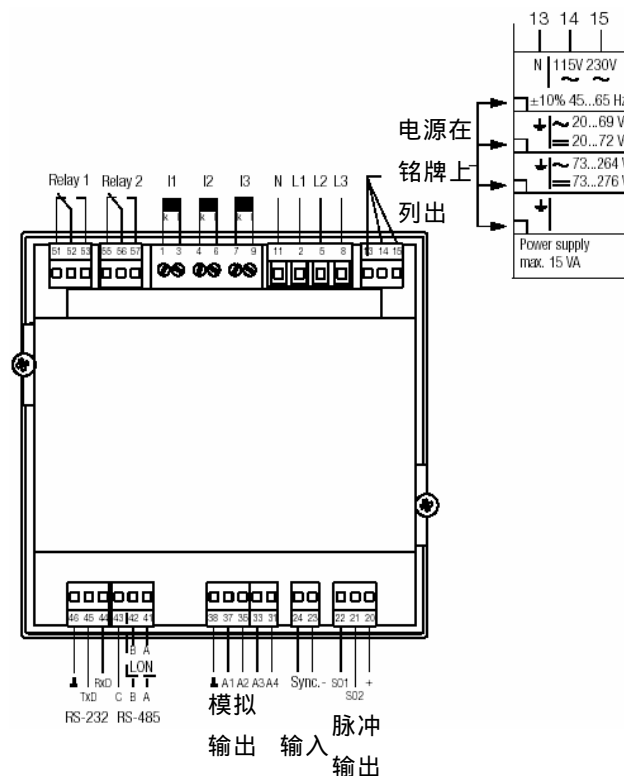 13 14 15
N 115V 230V
±10% 45...65 Hz
20...69 V
20...72 V
73...264 V
73...276 V
Power supply
max. 15 VA
电源在
铭牌上
列出
Relay 1 Relay 2 I1 I2 I3 N L1 L2 L3
k l k l k l
51 52 53 55 56 57 1 3 4 6 7 9 11 2 5 8 13 14 15
46 45 44 43 42 41 38 37 35 33 31 24 23 22 21 20
B A
LON
TxD RxD C B A
RS-232 RS-485
A1 A2 A3 A4 Sync.- S01 S02 +
模拟
输出
输入
脉冲
输出